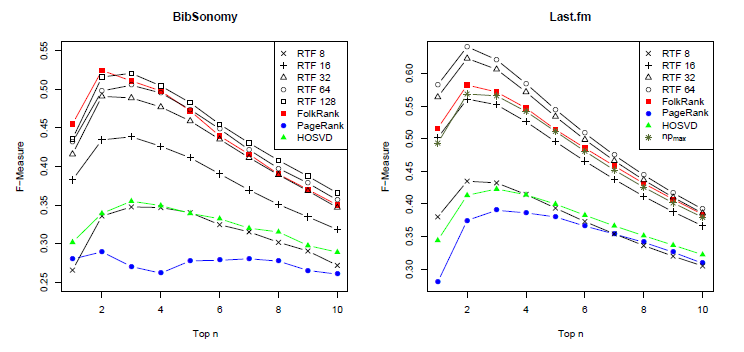 BibSonomy
F-Measure
0.55
0.50
0.45
0.40
0.35
0.30
0.25
2 4 6 8 10
Top n
RTF 8
RTF 16
RTF 32
RTF 64
RTF 128
FolkRank
PageRank
HOSVD
Last.fm
F-Measure
0.60
0.55
0.50
0.45
0.40
0.35
0.30
2 4 6 8 10
Top n
RTF 8
RTF 16
RTF 32
RTF 64
FolkRank
PageRank
HOSVD
npmax